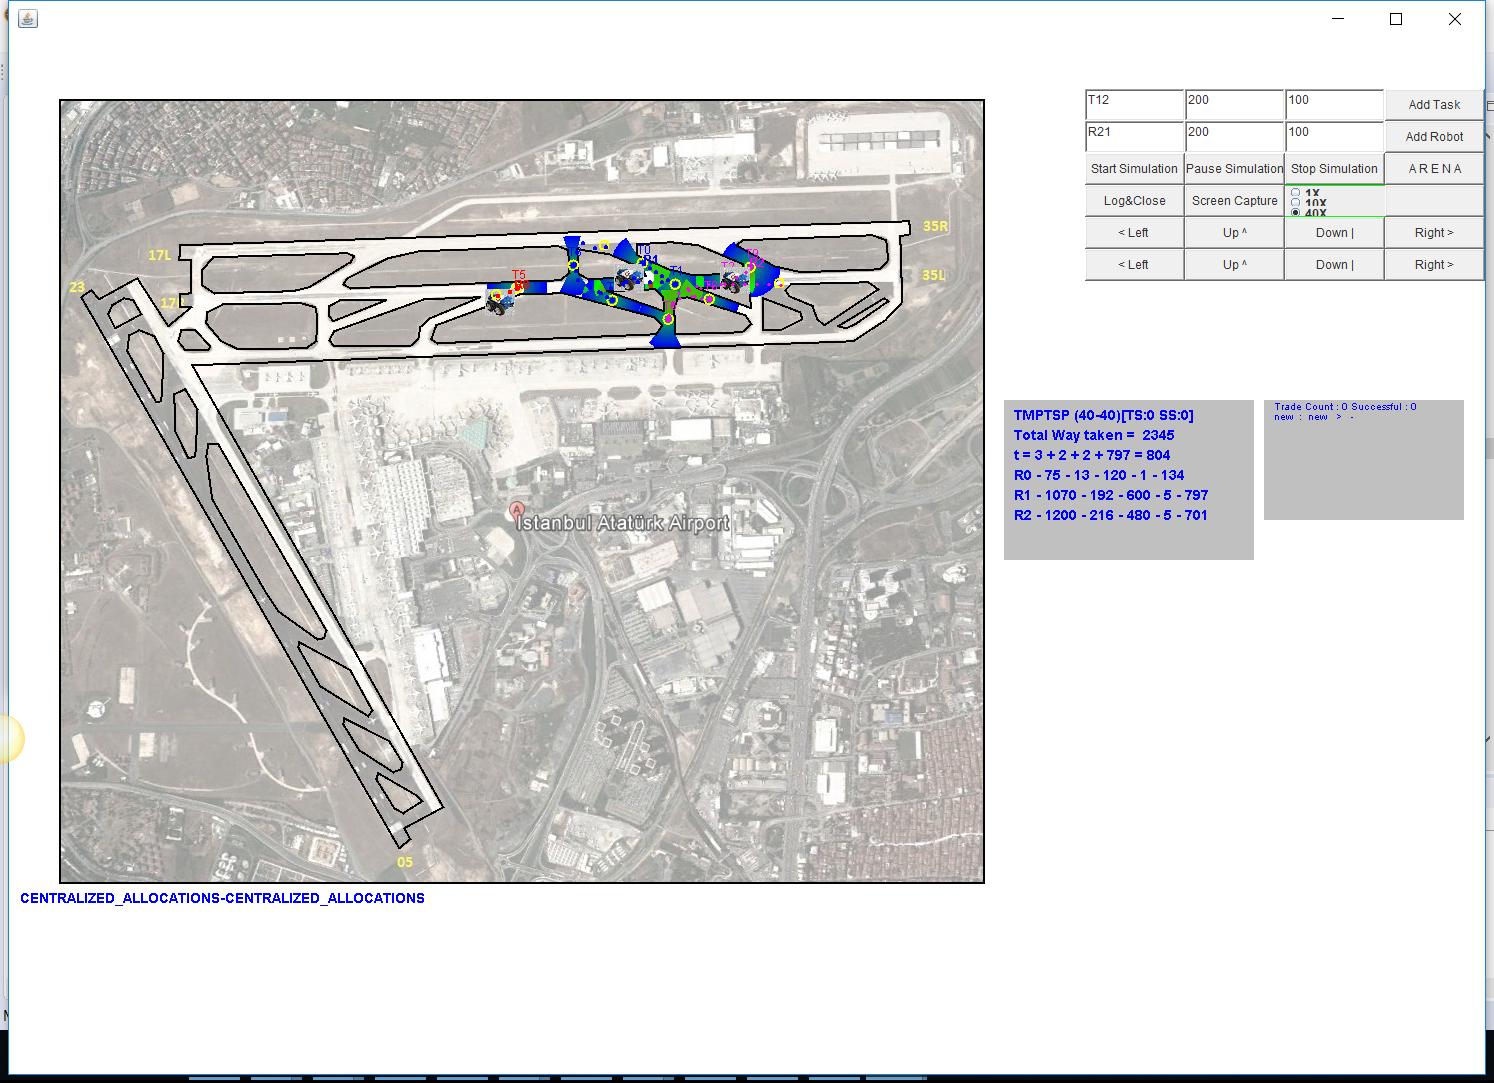 T12 200 100 Add Task
R21 200 100 Add Robot
Start Simulation Pause Simulation Stop Simulation A R E N A
Log&Close Screen Capture 1X
10X
40X
< Left Up ^ Down | Right >
< Left Up ^ Down | Right >
35R
17L
35L
23
T0
R1
T5
T1
TMPTSP (40-40)[TS:0 SS:0]
Total Way taken = 2345
t = 3 + 2 + 2 + 797 = 804
R0 - 75 - 13 - 120 - 1 - 134
R1 - 1070 - 192 - 600 - 5 - 797
R2 - 1200 - 216 - 480 - 5 - 701
Trade Count : 0 Successful : 0
new : new > -
A
İstanbul Atatürk Airport
05
CENTRALIZED_ALLOCATIONS-CENTRALIZED_ALLOCATIONS